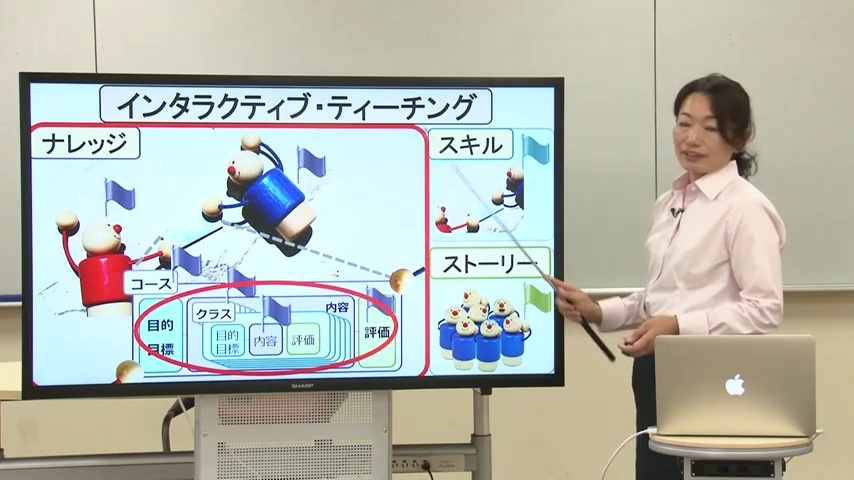 インタラクティブ・ティーチング
ナレッジ
スキル
コース
ストーリー
クラス
内容
目的
目標
目的
目標
内容
評価
評価
SHARP